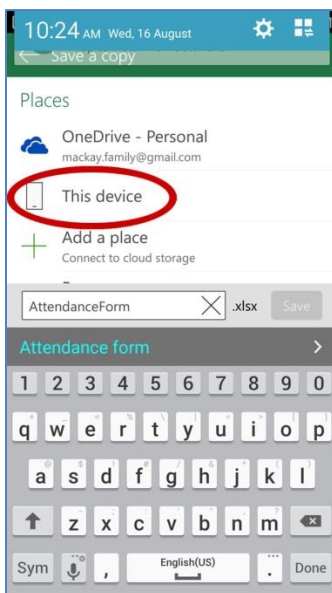 10:24 AM Wed, 16 August
Save a copy
Places
OneDrive - Personal
mackay.family@gmail.com
This device
Add a place
Connect to cloud storage
AttendanceForm .xlsx Save
Attendance form
1 2 3 4 5 6 7 8 9 0
q w e r t y u i o p
a s d f g h j k l
z x c v b n m
Sym , English(US) . Done